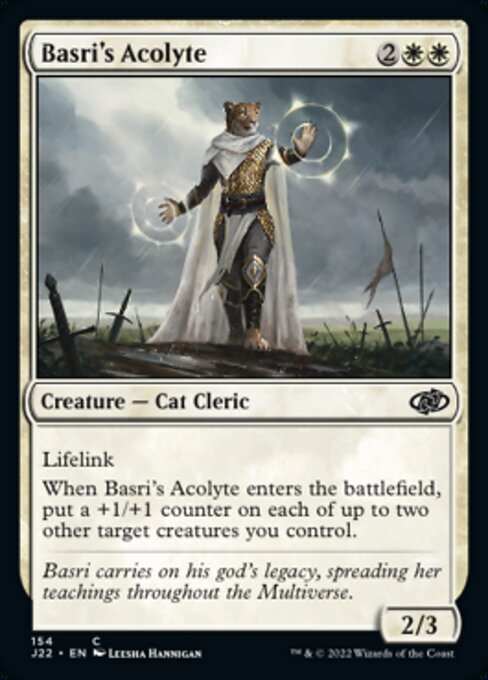 Basri's Acolyte 2
Creature — Cat Cleric
Lifelink
When Basri's Acolyte enters the battlefield,
put a +1/+1 counter on each of up to two
other target creatures you control.
Basri carries on his god's legacy, spreading her
teachings throughout the Multiverse.
2/3
154 C
J22 • EN Leesha Hannigan ™ & © 2022 Wizards of the Coast